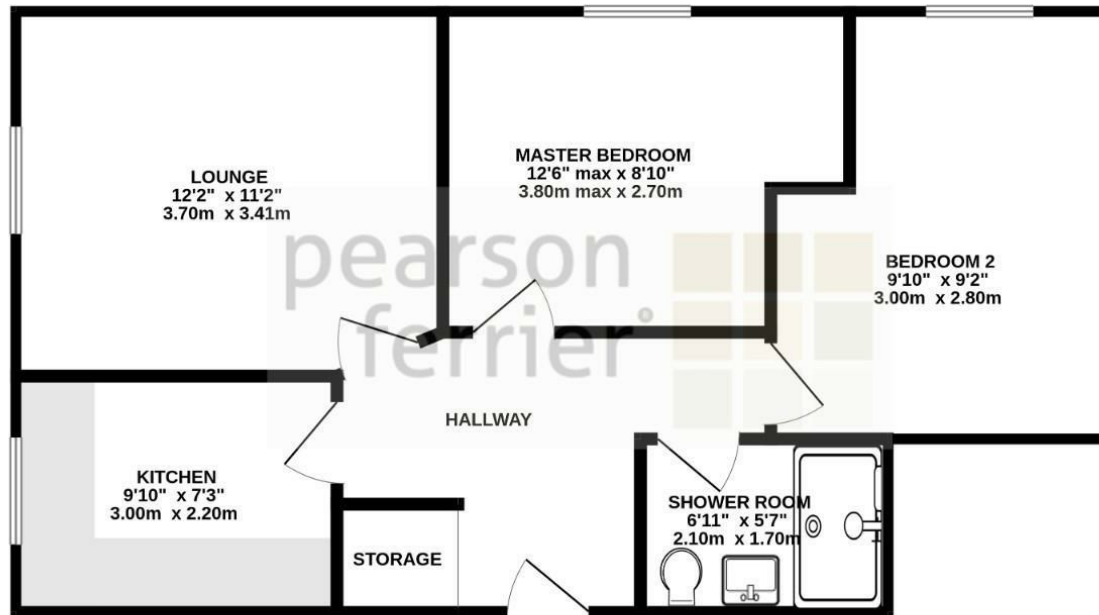 LOUNGE
12'2" x 11'2"
3.70m x 3.41m
MASTER BEDROOM
12'6" max x 8'10"
3.80m max x 2.70m
BEDROOM 2
9'10" x 9'2"
3.00m x 2.80m
pearson
ferrier®
HALLWAY
KITCHEN
9'10" x 7'3"
3.00m x 2.20m
STORAGE
SHOWER ROOM
6'11" x 5'7"
2.10m x 1.70m